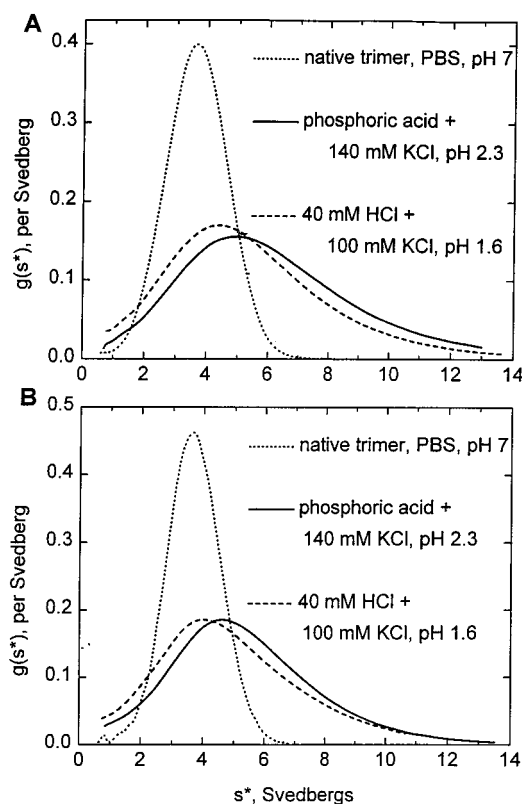 A
0.4
0.3
0.2
0.1
0.0
g(s*), per Svedberg
native trimer, PBS, pH 7
phosphoric acid +
140 mM KCl, pH 2.3
40 mM HCl +
100 mM KCl, pH 1.6
0 2 4 6 8 10 12 14
B
0.5
0.4
0.3
0.2
0.1
0.0
g(s*), per Svedberg
native trimer, PBS, pH 7
phosphoric acid +
140 mM KCl, pH 2.3
40 mM HCl +
100 mM KCl, pH 1.6
0 2 4 6 8 10 12 14
s*, Svedbergs